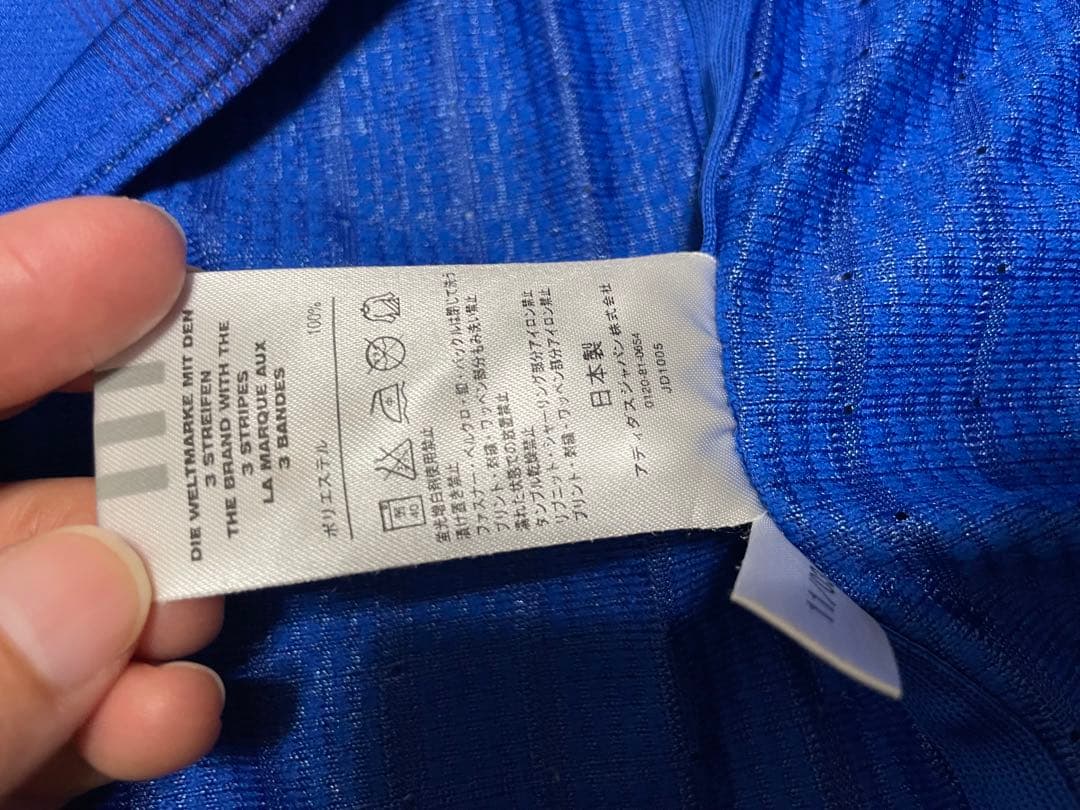 DIE WELTMARKE MIT DEN
3 STREIFEN
THE BRAND WITH THE
3 STRIPES
LA MARQUE AUX
3 BANDES
ポリエステル 100%
弱
40
蛍光増白剤使用禁止
漬け置き禁止
ファスナー・ベルクロ・釦・バックルは閉じて洗う
プリント・刺繍・ワッペン部分もみ洗い禁止
濡れた状態での放置禁止
タンブル乾燥禁止
リブニット・シャーリング部分アイロン禁止
プリント・刺繍・ワッペン部分アイロン禁止
日本製
アディダスジャパン株式会社
0120-810-654
JD1005